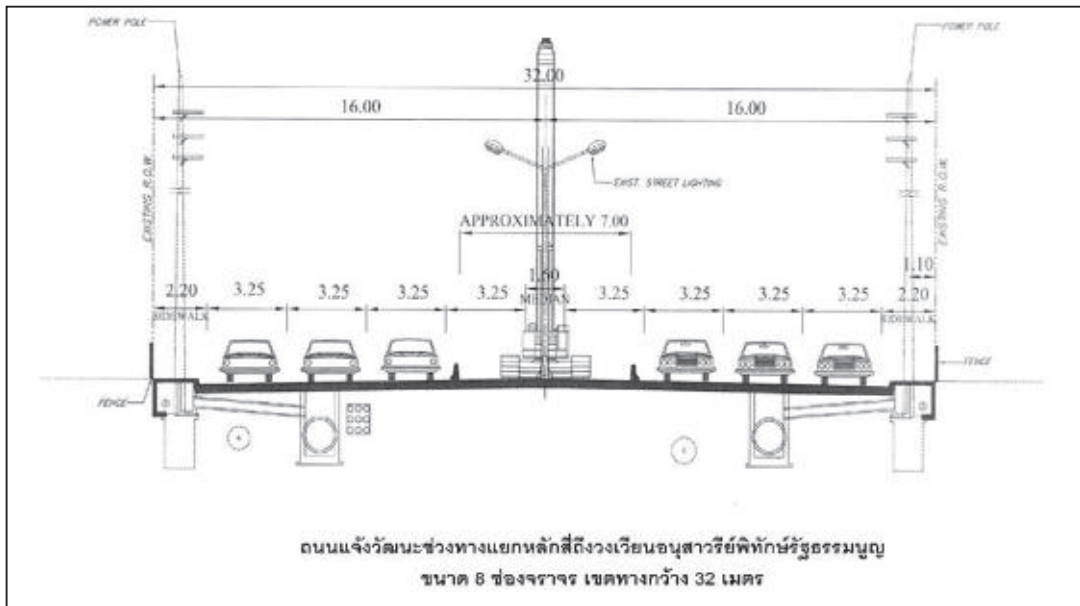 POWER POLE
POWER POLE
32.00
16.00 16.00
EXIST. STREET LIGHTING
EXISTING R.O.W
EXISTING R.O.W
APPROXIMATELY 7.00
1.10
2.20 3.25 3.25 3.25 3.25 1.60 3.25 3.25 3.25 3.25 2.20
SIDEWALK MEDIAN SIDEWALK
FENCE
FENCE
ถนนแจ้งวัฒนะช่วงทางแยกหลักสี่ถึงวงเวียนอนุสาวรีย์พิทักษ์รัฐธรรมนูญ
ขนาด 8 ช่องจราจร เขตทางกว้าง 32 เมตร